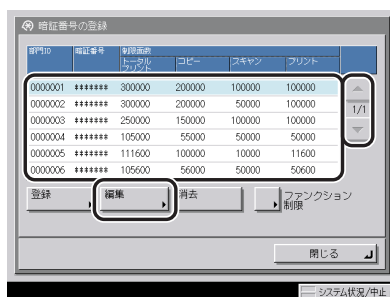 暗証番号の登録
部門ID 暗証番号 制限面数
トータルプリント コピー スキャン プリント
0000001 ******* 300000 200000 100000 100000
0000002 ******* 300000 200000 50000 100000
0000003 ******* 250000 150000 100000 100000
0000004 ******* 105000 55000 50000 50000
0000005 ******* 111600 100000 10000 11600
0000006 ******* 105600 56000 50000 50600
1/1
登録 編集 消去 ファンクション制限
閉じる
システム状況/中止